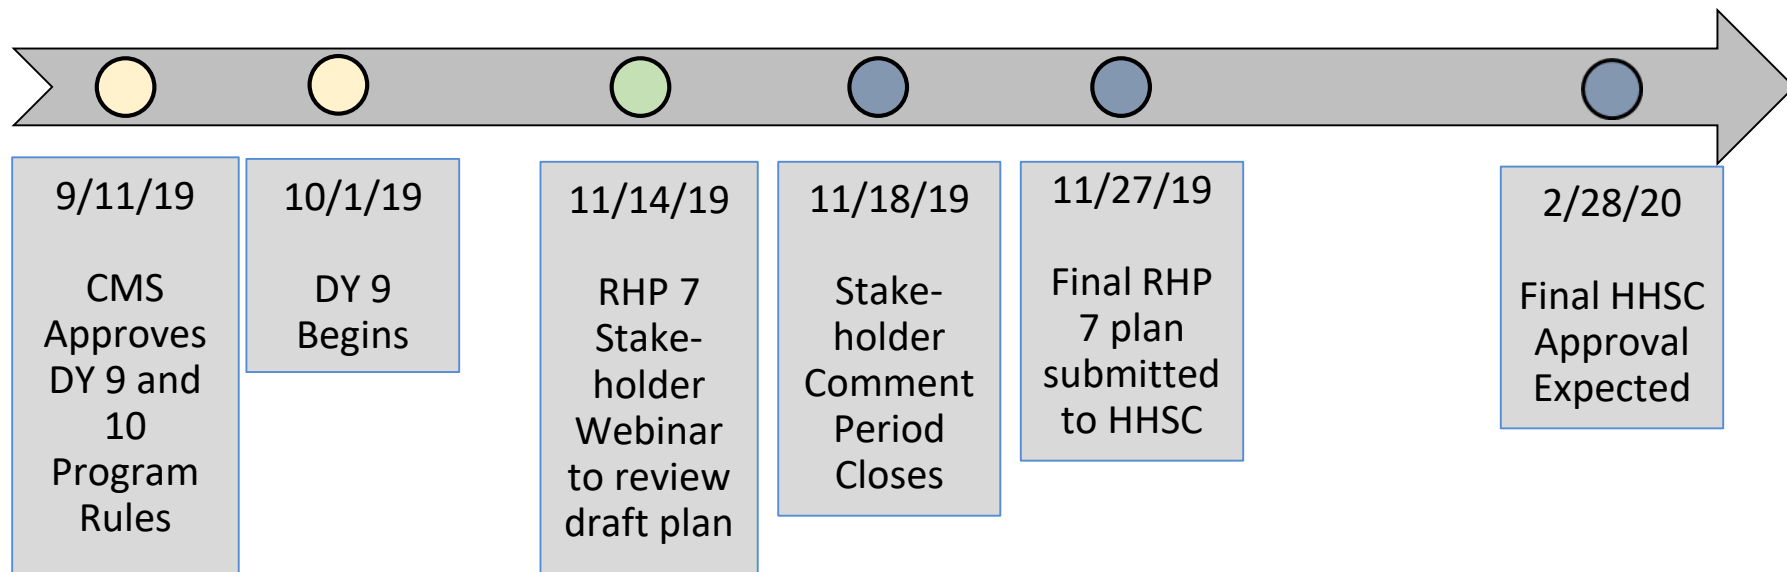 9/11/19
CMS
Approves
DY 9 and
10
Program
Rules
10/1/19
DY 9
Begins
11/14/19
RHP 7
Stake-
holder
Webinar
to review
draft plan
11/18/19
Stake-
holder
Comment
Period
Closes
11/27/19
Final RHP
7 plan
submitted
to HHSC
2/28/20
Final HHSC
Approval
Expected